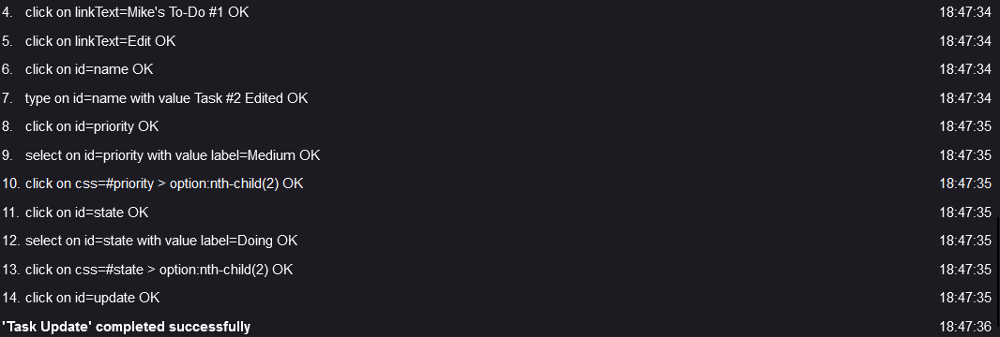 4. click on linkText=Mike's To-Do #1 OK 18:47:34
5. click on linkText=Edit OK 18:47:34
6. click on id=name OK 18:47:34
7. type on id=name with value Task #2 Edited OK 18:47:34
8. click on id=priority OK 18:47:35
9. select on id=priority with value label=Medium OK 18:47:35
10. click on css=#priority > option:nth-child(2) OK 18:47:35
11. click on id=state OK 18:47:35
12. select on id=state with value label=Doing OK 18:47:35
13. click on css=#state > option:nth-child(2) OK 18:47:35
14. click on id=update OK 18:47:35
'Task Update' completed successfully 18:47:36